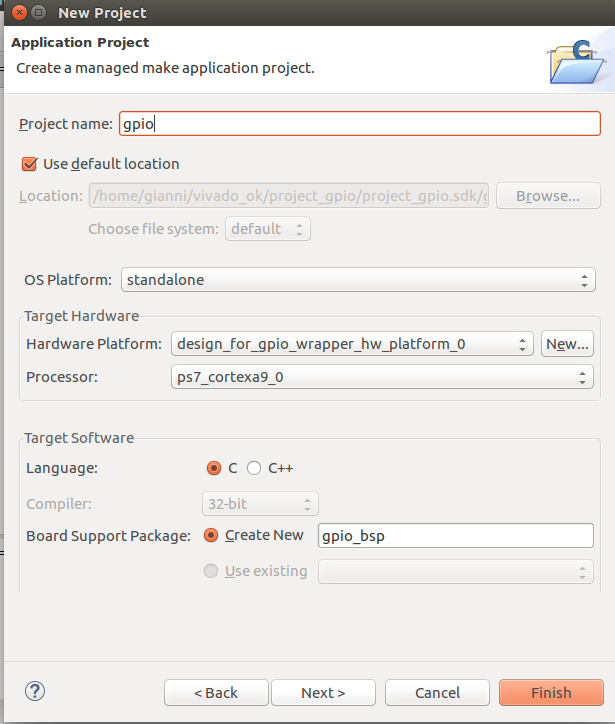 New Project
Application Project
Create a managed make application project.
C
Project name: gpio
Use default location
Location: /home/gianni/vivado_ok/project_gpio/project_gpio.sdk/g Browse...
Choose file system: default
OS Platform: standalone
Target Hardware
Hardware Platform: design_for_gpio_wrapper_hw_platform_0 New...
Processor: ps7_cortexa9_0
Target Software
Language: C C++
Compiler: 32-bit
Board Support Package: Create New gpio_bsp
Use existing
? < Back Next > Cancel Finish